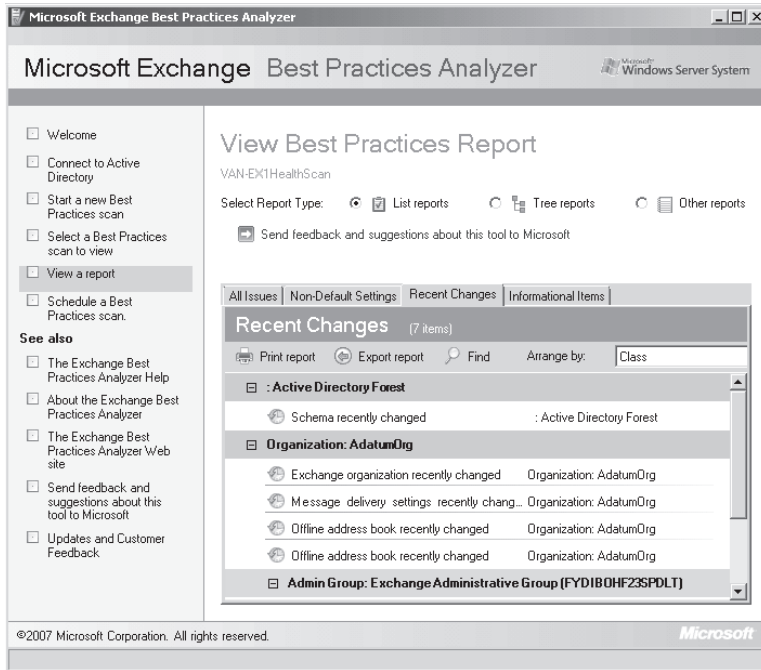 Microsoft Exchange Best Practices Analyzer
Microsoft Exchange Best Practices Analyzer
Microsoft
Windows Server System
Welcome
Connect to Active
Directory
Start a new Best
Practices scan
Select a Best Practices
scan to view
View a report
Schedule a Best
Practices scan.
See also
The Exchange Best
Practices Analyzer Help
About the Exchange Best
Practices Analyzer
The Exchange Best
Practices Analyzer Web
site
Send feedback and
suggestions about this
tool to Microsoft
Updates and Customer
Feedback
View Best Practices Report
VAN-EX1HealthScan
Select Report Type: List reports Tree reports Other reports
Send feedback and suggestions about this tool to Microsoft
All Issues Non-Default Settings Recent Changes Informational Items
Recent Changes (7 items)
Print report Export report Find Arrange by: Class
: Active Directory Forest
Schema recently changed : Active Directory Forest
Organization: AdatumOrg
Exchange organization recently changed Organization: AdatumOrg
Message delivery settings recently chang... Organization: AdatumOrg
Offline address book recently changed Organization: AdatumOrg
Offline address book recently changed Organization: AdatumOrg
Admin Group: Exchange Administrative Group (FYDIBOHF23SPDLT)
©2007 Microsoft Corporation. All rights reserved.
Microsoft